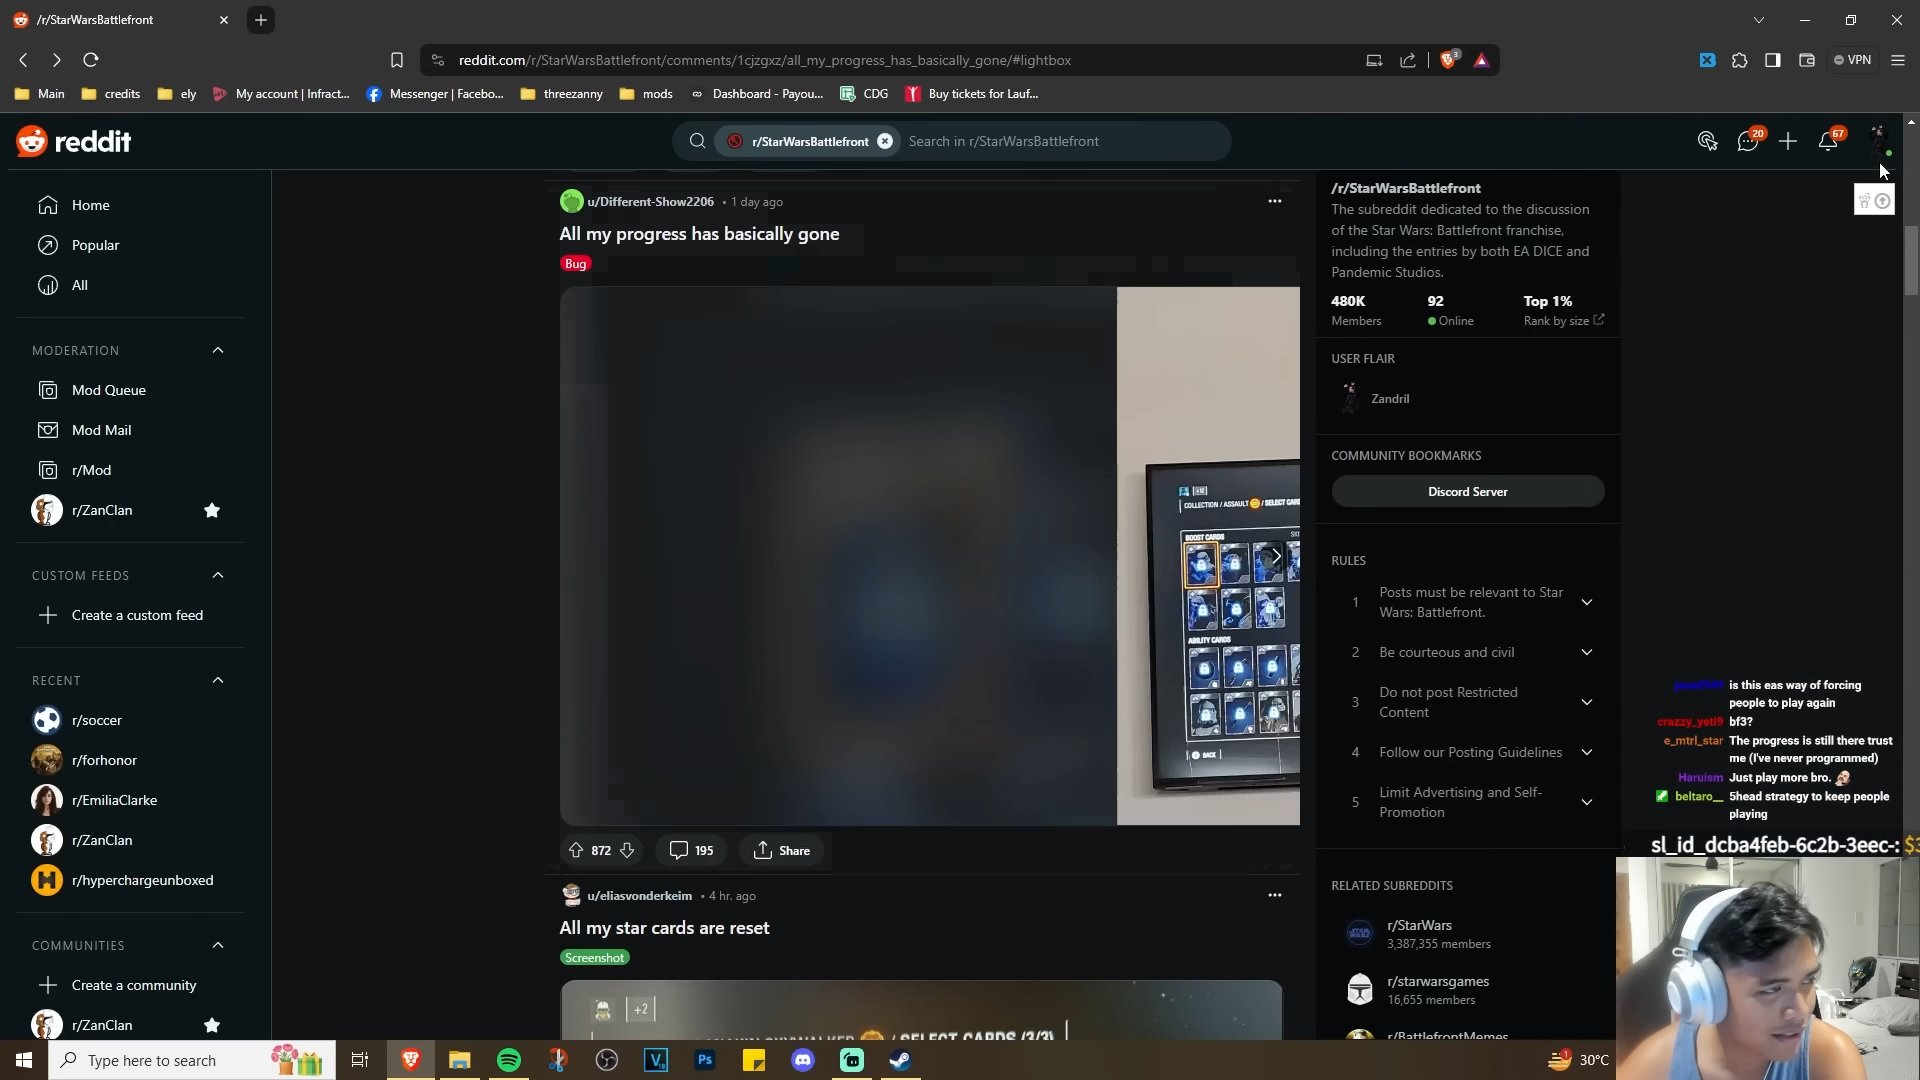 /r/StarWarsBattlefront
reddit.com/r/StarWarsBattlefront/comments/1cjzgxz/all_my_progress_has_basically_gone/#lightbox
3
VPN
Main
credits
ely
My account | Infract...
Messenger | Facebo...
threezanny
mods
Dashboard - Payou...
CDG
Buy tickets for Lauf...
reddit
r/StarWarsBattlefront
Search in r/StarWarsBattlefront
20
67
Home
Popular
All
MODERATION
Mod Queue
Mod Mail
r/Mod
r/ZanClan
CUSTOM FEEDS
Create a custom feed
RECENT
r/soccer
r/forhonor
r/EmiliaClarke
r/ZanClan
r/hyperchargeunboxed
COMMUNITIES
Create a community
r/ZanClan
u/Different-Show2206 • 1 day ago
All my progress has basically gone
Bug
COLLECTION / ASSAULT / SELECT CARD
BOOST CARDS
ABILITY CARDS
BACK
872
195
Share
u/eliasvonderkeim • 4 hr. ago
All my star cards are reset
Screenshot
+2
/ SELECT CARDS (3/3)
/r/StarWarsBattlefront
The subreddit dedicated to the discussion
of the Star Wars: Battlefront franchise,
including the entries by both EA DICE and
Pandemic Studios.
480K
Members
92
Online
Top 1%
Rank by size
USER FLAIR
Zandril
COMMUNITY BOOKMARKS
Discord Server
RULES
1 Posts must be relevant to Star
Wars: Battlefront.
2 Be courteous and civil
3 Do not post Restricted
Content
4 Follow our Posting Guidelines
5 Limit Advertising and Self-
Promotion
RELATED SUBREDDITS
r/StarWars
3,387,355 members
r/starwarsgames
16,655 members
r/BattlefrontMemes
is this eas way of forcing
people to play again
crazzy_yeti9 bf3?
e_mtrl_star The progress is still there trust
me (I've never programmed)
Haruism Just play more bro.
beltaro__ 5head strategy to keep people
playing
sl_id_dcba4feb-6c2b-3eec-:
Type here to search
V
18
Ps
1
30°C